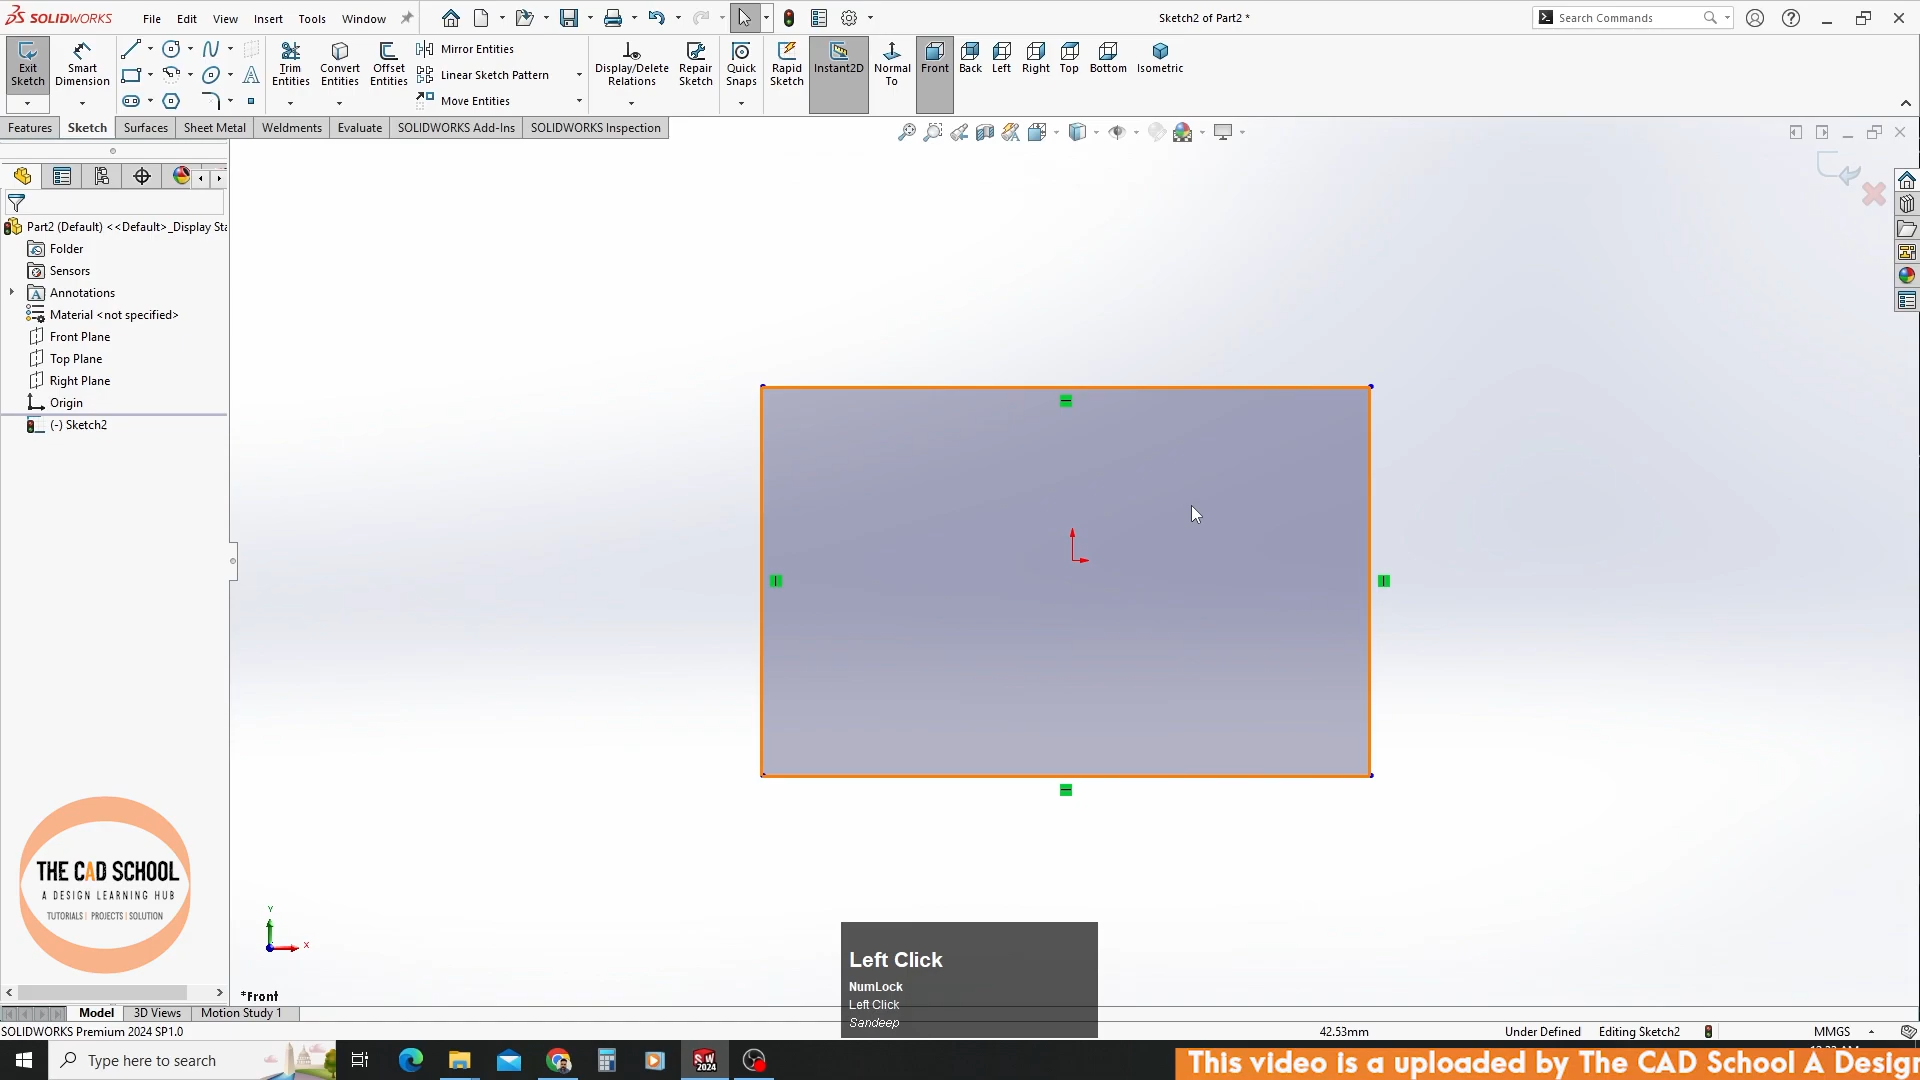 SOLIDWORKS
File Edit View Insert Tools Window
Sketch2 of Part2 *
Search Commands
Exit Sketch
Smart Dimension
Trim Entities
Convert Entities
Offset Entities
Mirror Entities
Linear Sketch Pattern
Move Entities
Display/Delete Relations
Repair Sketch
Quick Snaps
Rapid Sketch
Instant2D
Normal To
Front
Back
Left
Right
Top
Bottom
Isometric
Features Sketch Surfaces Sheet Metal Weldments Evaluate SOLIDWORKS Add-Ins SOLIDWORKS Inspection
Part2 (Default) <<Default>_Display Sta
Folder
Sensors
Annotations
Material <not specified>
Front Plane
Top Plane
Right Plane
Origin
(-) Sketch2
THE CAD SCHOOL
A DESIGN LEARNING HUB
TUTORIALS | PROJECTS | SOLUTION
Y
X
*Front
Left Click
NumLock
Left Click
Sandeep
Model 3D Views Motion Study 1
SOLIDWORKS Premium 2024 SP1.0
42.53mm
Under Defined
Editing Sketch2
MMGS
Type here to search
SW
2024
This video is a uploaded by The CAD School A Design